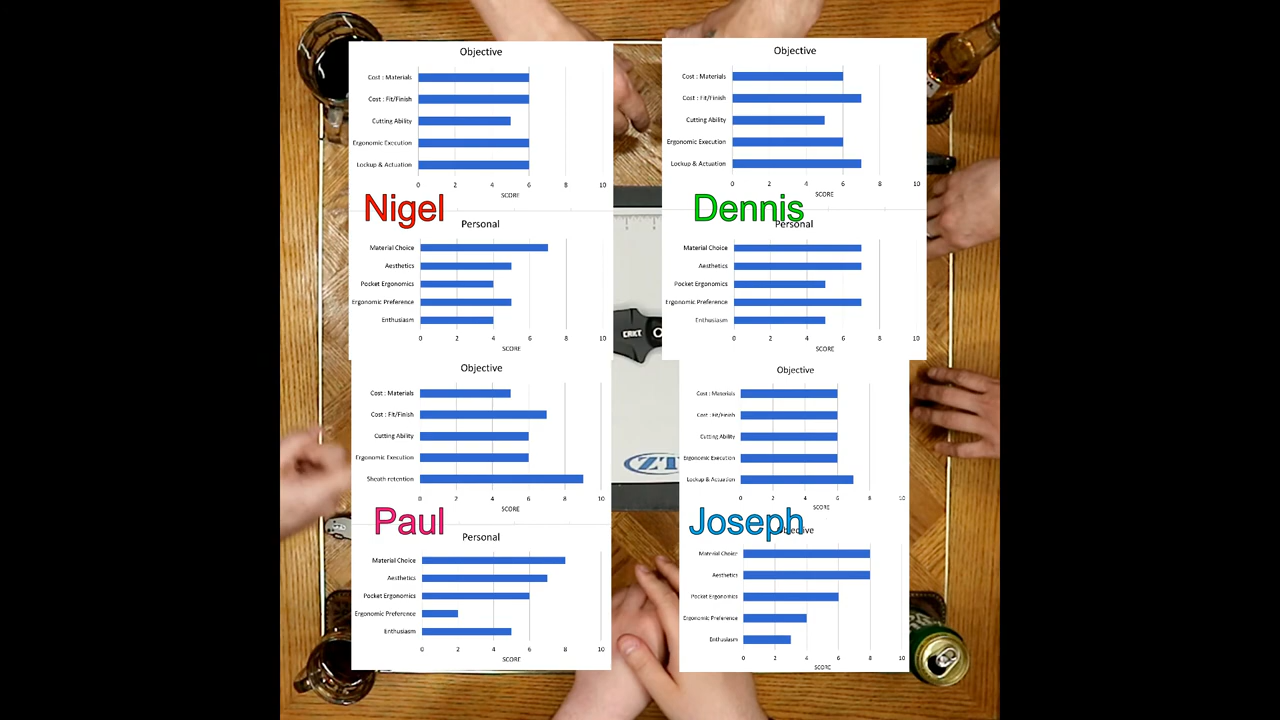 Objective
Cost : Materials
Cost : Fit/Finish
Cutting Ability
Ergonomic Execution
Lockup & Actuation
0 2 4 6 8 10
SCORE
Nigel
Personal
Material Choice
Aesthetics
Pocket Ergonomics
Ergonomic Preference
Enthusiasm
0 2 4 6 8 10
SCORE
Objective
Cost : Materials
Cost : Fit/Finish
Cutting Ability
Ergonomic Execution
Lockup & Actuation
0 2 4 6 8 10
SCORE
Dennis
Personal
Material Choice
Aesthetics
Pocket Ergonomics
Ergonomic Preference
Enthusiasm
0 2 4 6 8 10
SCORE
CRKT
ZT
Objective
Cost : Materials
Cost : Fit/Finish
Cutting Ability
Ergonomic Execution
Sheath retention
0 2 4 6 8 10
SCORE
Paul
Personal
Material Choice
Aesthetics
Pocket Ergonomics
Ergonomic Preference
Enthusiasm
0 2 4 6 8 10
SCORE
Objective
Cost : Materials
Cost : Fit/Finish
Cutting Ability
Ergonomic Execution
Lockup & Actuation
0 2 4 6 8 10
SCORE
Joseph
Objective
Material Choice
Aesthetics
Pocket Ergonomics
Ergonomic Preference
Enthusiasm
0 2 4 6 8 10
SCORE